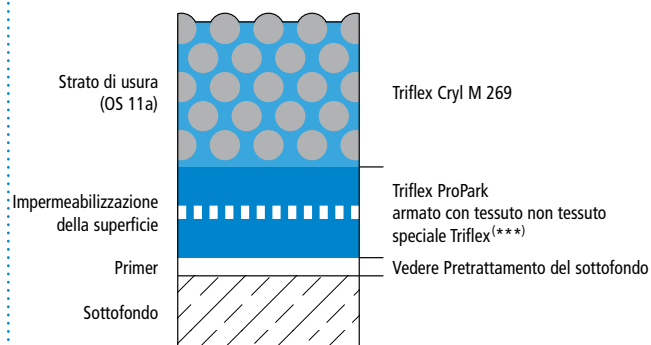 Strato di usura
(OS 11a)
Triflex Cryl M 269
Impermeabilizzazione
della superficie
Triflex ProPark
armato con tessuto non tessuto
speciale Triflex(***)
Primer
Vedere Pretrattamento del sottofondo
Sottofondo